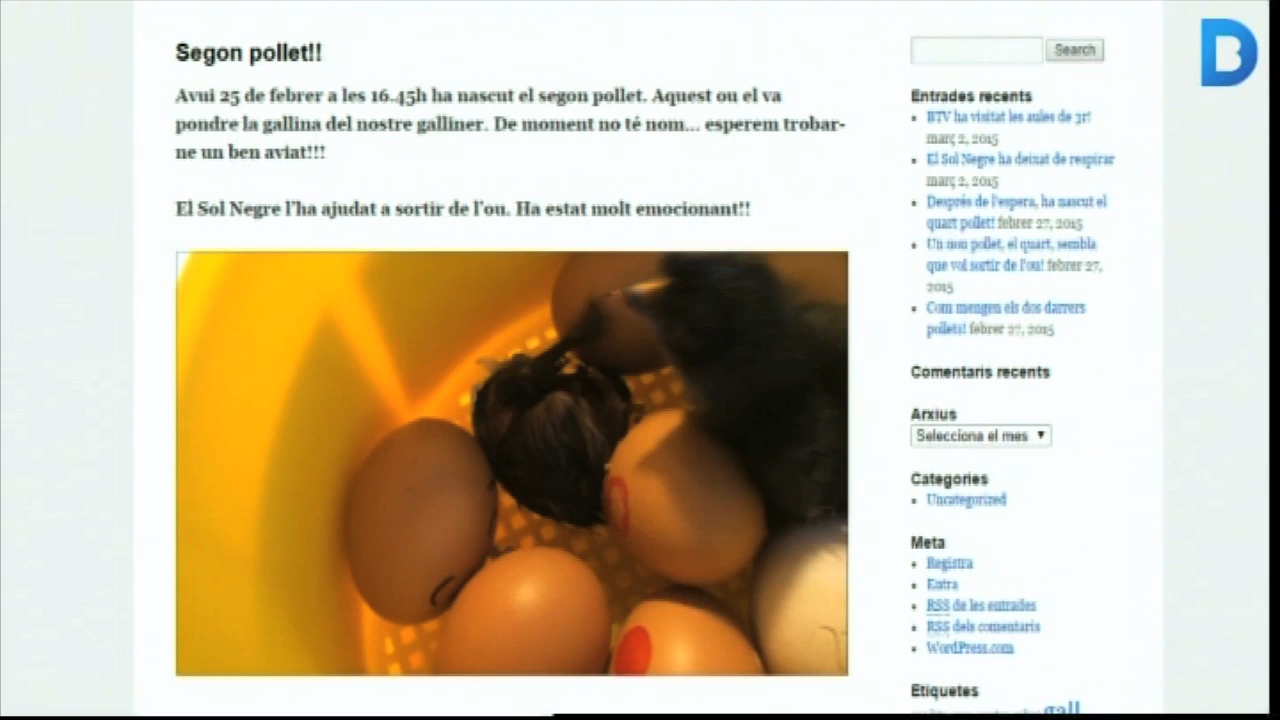 Segon pollet!!
Avui 25 de febrer a les 16.45h ha nascut el segon pollet. Aquest ou el va
pondre la gallina del nostre galliner. De moment no té nom... esperem trobar-
ne un ben aviat!!!
El Sol Negre l'ha ajudat a sortir de l'ou. Ha estat molt emocionant!!
Search
Entrades recents
BTV ha visitat les aules de 3r!
març 2, 2015
El Sol Negre ha deixat de respirar
març 2, 2015
Després de l'espera, ha nascut el
quart pollet! febrer 27, 2015
Un nou pollet, el quart, sembla
que vol sortir de l'ou! febrer 27,
2015
Com mengen els dos darrers
pollets! febrer 27, 2015
Comentaris recents
Arxius
Selecciona el mes
Categories
Uncategorized
Meta
Registra
Entra
RSS de les entrades
RSS dels comentaris
WordPress.com
Etiquetes
gall
B